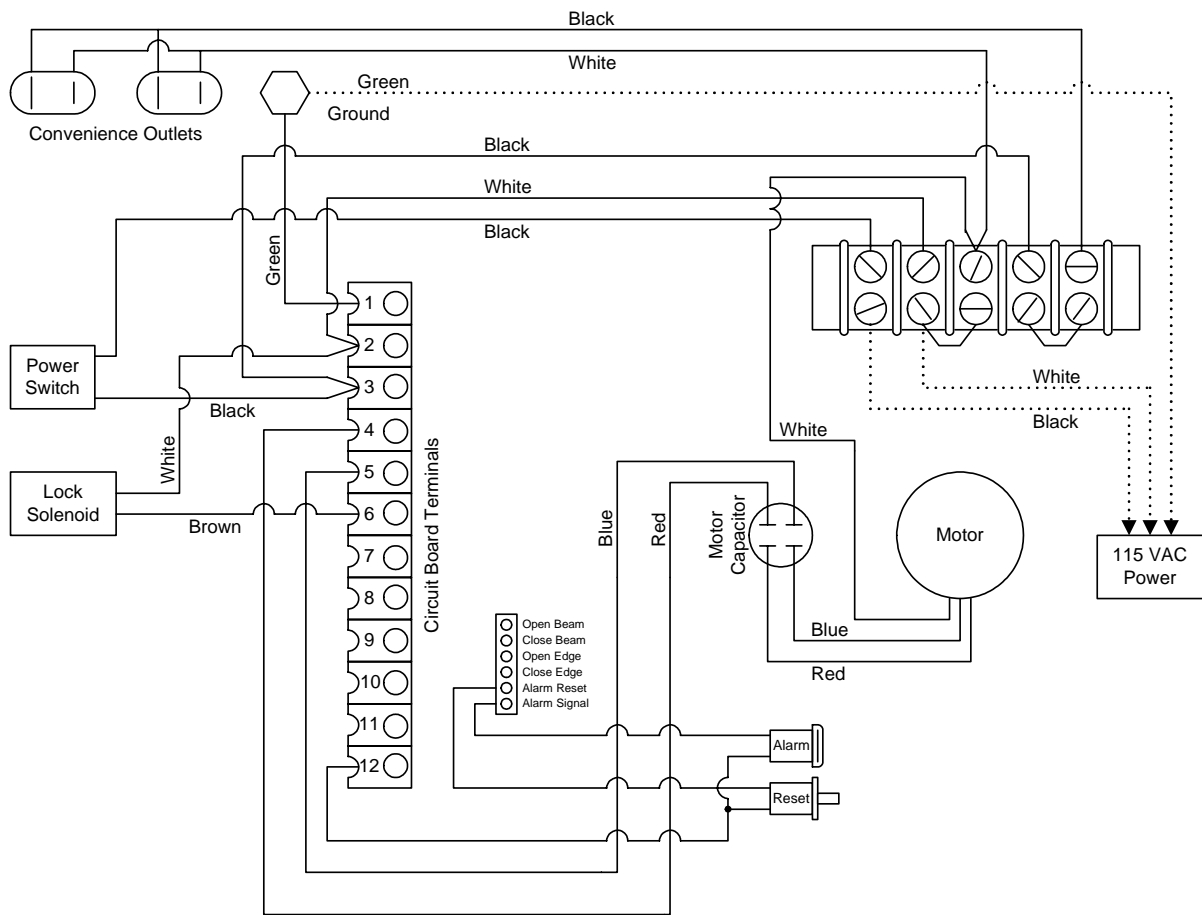 Black
White
Green
Ground
Convenience Outlets
Black
White
Black
Green
1
2
3
4
5
6
7
8
9
10
11
12
Circuit Board Terminals
Power
Switch
Black
White
Lock
Solenoid
Brown
White
Black
White
Blue
Red
Motor
Capacitor
Motor
115 VAC
Power
Blue
Red
Open Beam
Close Beam
Open Edge
Close Edge
Alarm Reset
Alarm Signal
Alarm
Reset